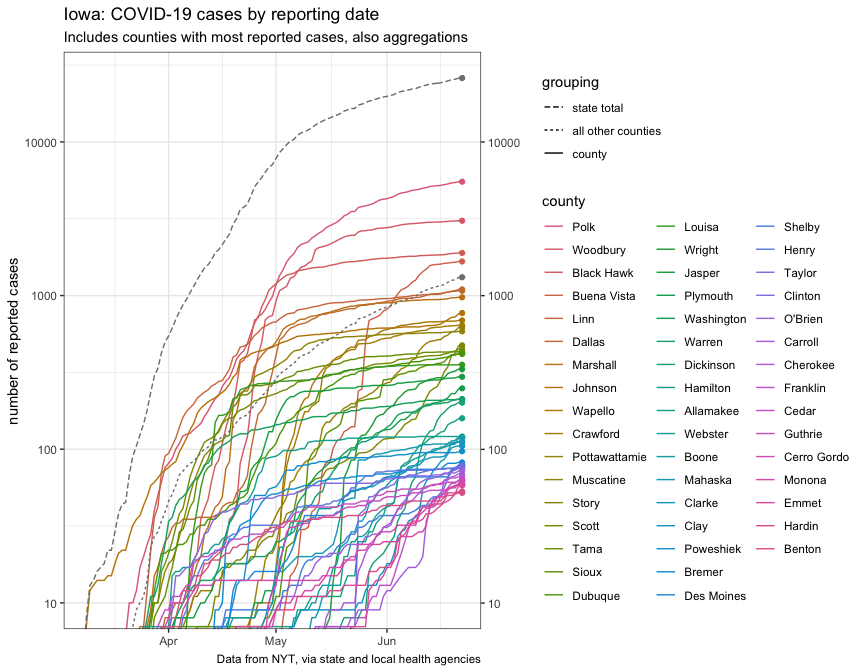 Iowa: COVID-19 cases by reporting date
Includes counties with most reported cases, also aggregations
number of reported cases
10000
1000
100
10
10000
1000
100
10
Apr May Jun
Data from NYT, via state and local health agencies
grouping
state total
all other counties
county
county
Polk
Woodbury
Black Hawk
Buena Vista
Linn
Dallas
Marshall
Johnson
Wapello
Crawford
Pottawattamie
Muscatine
Story
Scott
Tama
Sioux
Dubuque
Louisa
Wright
Jasper
Plymouth
Washington
Warren
Dickinson
Hamilton
Allamakee
Webster
Boone
Mahaska
Clarke
Clay
Poweshiek
Bremer
Des Moines
Shelby
Henry
Taylor
Clinton
O'Brien
Carroll
Cherokee
Franklin
Cedar
Guthrie
Cerro Gordo
Monona
Emmet
Hardin
Benton